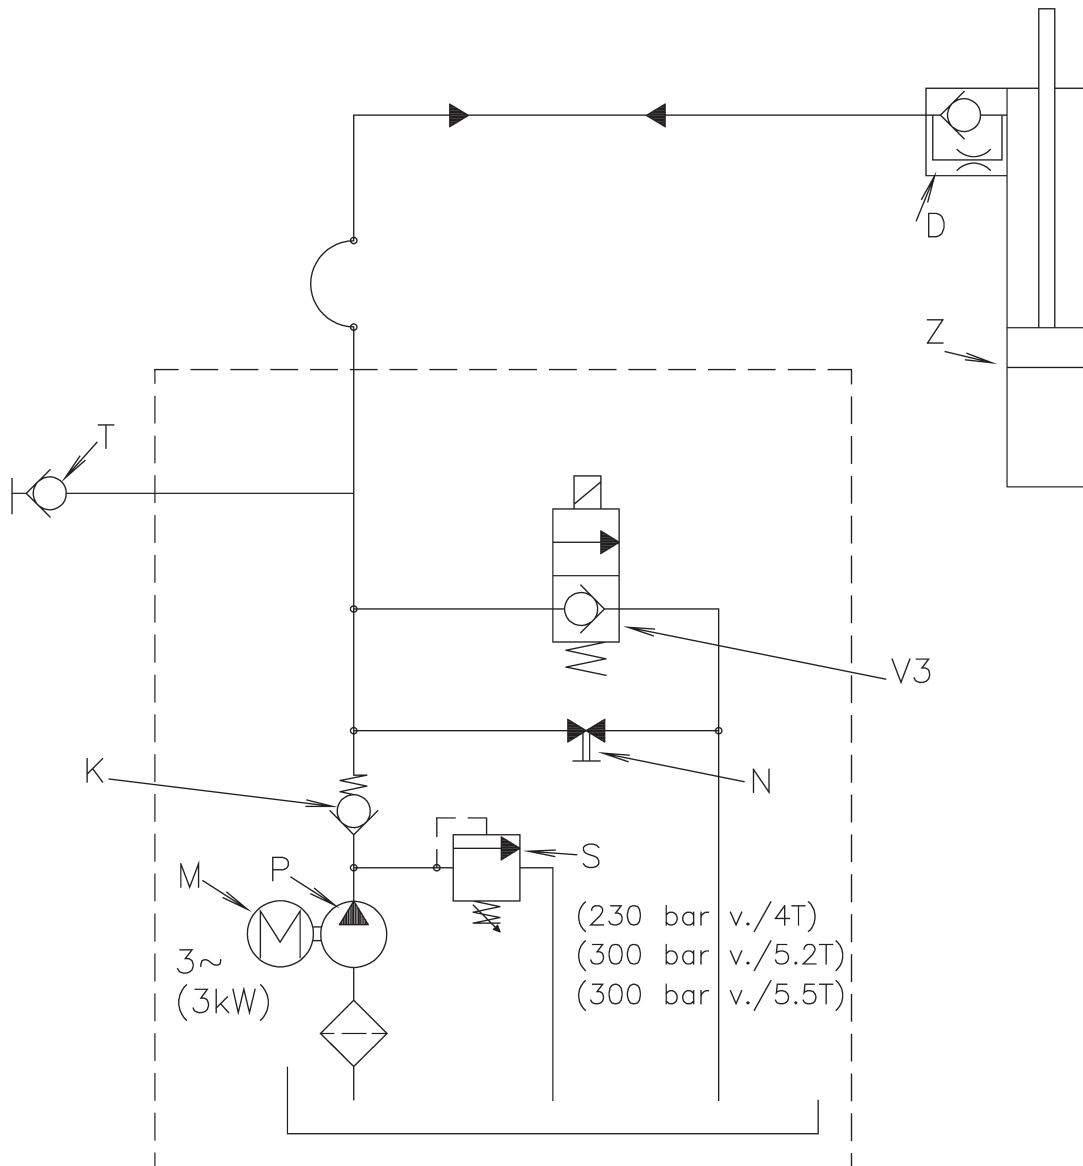 D
Z
T
V3
K
N
S
M
P
(230 bar v./4T)
(300 bar v./5.2T)
(300 bar v./5.5T)
3~
(3kW)